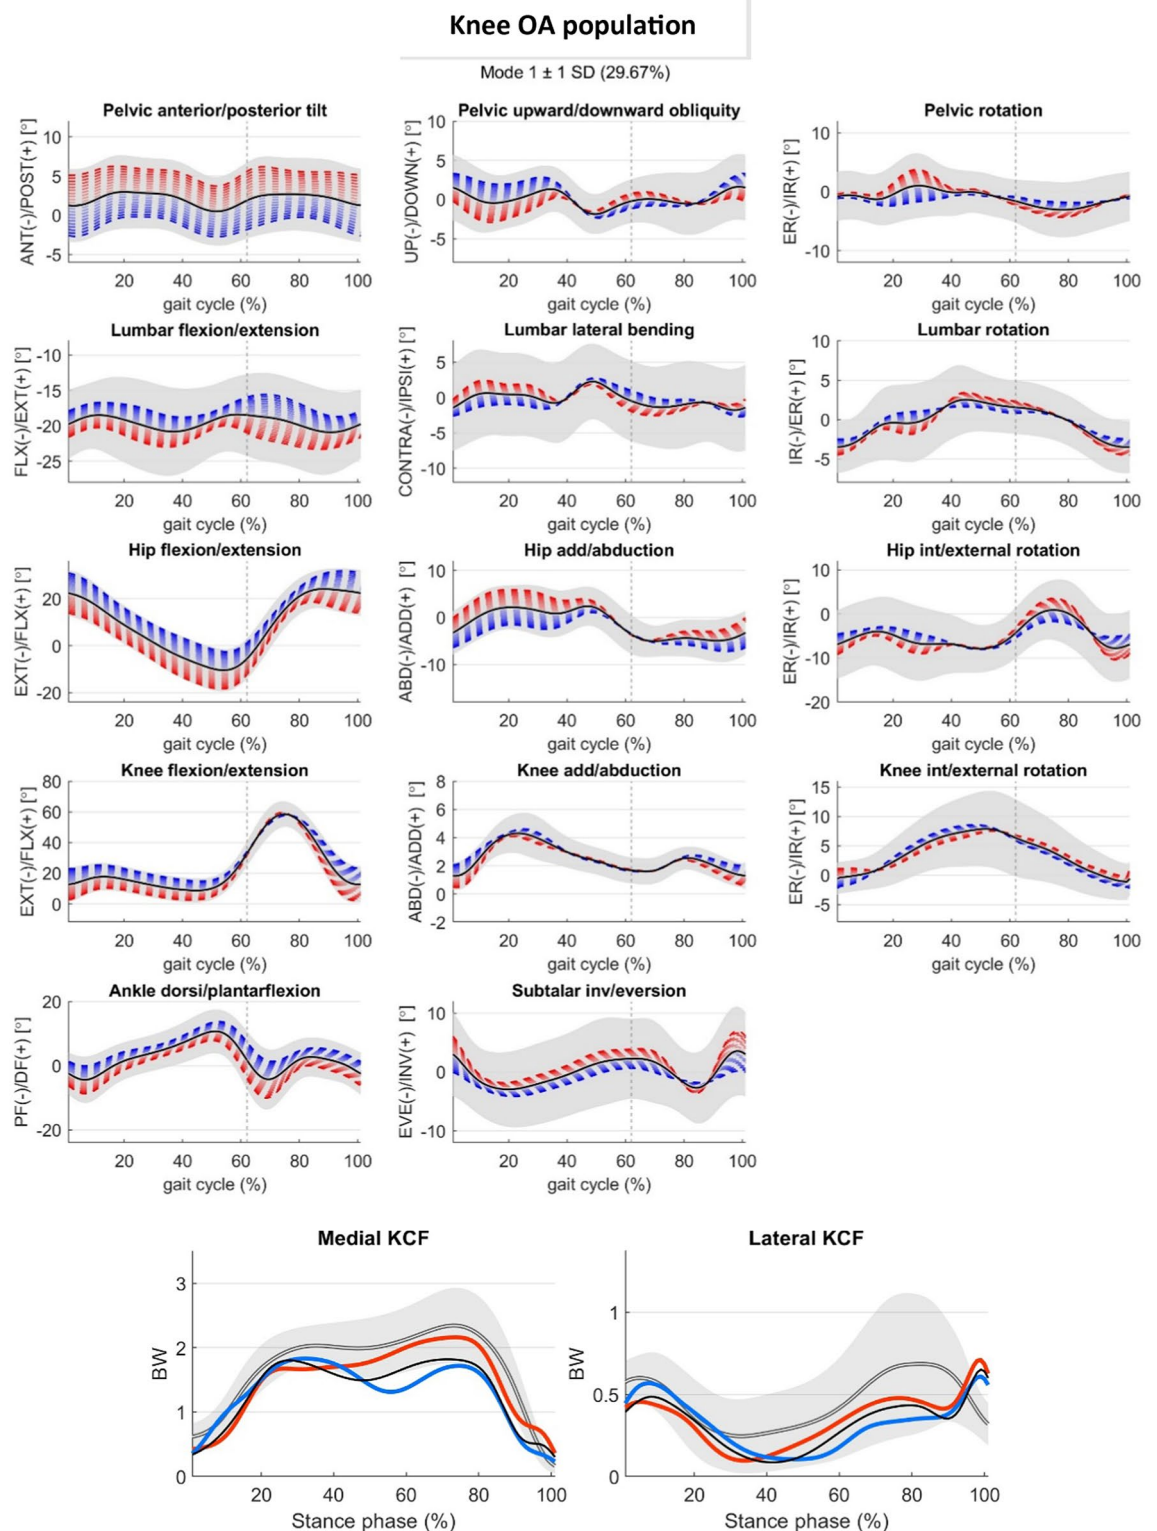 Knee OA population
Mode 1 ± 1 SD (29.67%)
Pelvic anterior/posterior tilt
ANT(-)/POST(+) [°]
10
5
0
-5
20 40 60 80 100
gait cycle (%)
Pelvic upward/downward obliquity
UP(-)/DOWN(+) [°]
10
5
0
-5
20 40 60 80 100
gait cycle (%)
Pelvic rotation
ER(-)/IR(+) [°]
10
0
-10
20 40 60 80 100
gait cycle (%)
Lumbar flexion/extension
FLX(-)/EXT(+) [°]
-10
-15
-20
-25
20 40 60 80 100
gait cycle (%)
Lumbar lateral bending
CONTRA(-)/IPSI(+) [°]
5
0
-5
-10
20 40 60 80 100
gait cycle (%)
Lumbar rotation
IR(-)/ER(+) [°]
10
5
0
-5
20 40 60 80 100
gait cycle (%)
Hip flexion/extension
EXT(-)/FLX(+) [°]
20
0
-20
20 40 60 80 100
gait cycle (%)
Hip add/abduction
ABD(-)/ADD(+) [°]
10
0
-10
20 40 60 80 100
gait cycle (%)
Hip int/external rotation
ER(-)/IR(+) [°]
10
0
-10
-20
20 40 60 80 100
gait cycle (%)
Knee flexion/extension
EXT(-)/FLX(+) [°]
80
60
40
20
0
20 40 60 80 100
gait cycle (%)
Knee add/abduction
ABD(-)/ADD(+) [°]
8
6
4
2
0
-2
20 40 60 80 100
gait cycle (%)
Knee int/external rotation
ER(-)/IR(+) [°]
15
10
5
0
-5
20 40 60 80 100
gait cycle (%)
Ankle dorsi/plantarflexion
PF(-)/DF(+) [°]
20
0
-20
20 40 60 80 100
gait cycle (%)
Subtalar inv/eversion
EVE(-)/INV(+) [°]
10
0
-10
20 40 60 80 100
gait cycle (%)
Medial KCF
BW
3
2
1
0
20 40 60 80 100
Stance phase (%)
Lateral KCF
BW
1
0.5
0
20 40 60 80 100
Stance phase (%)